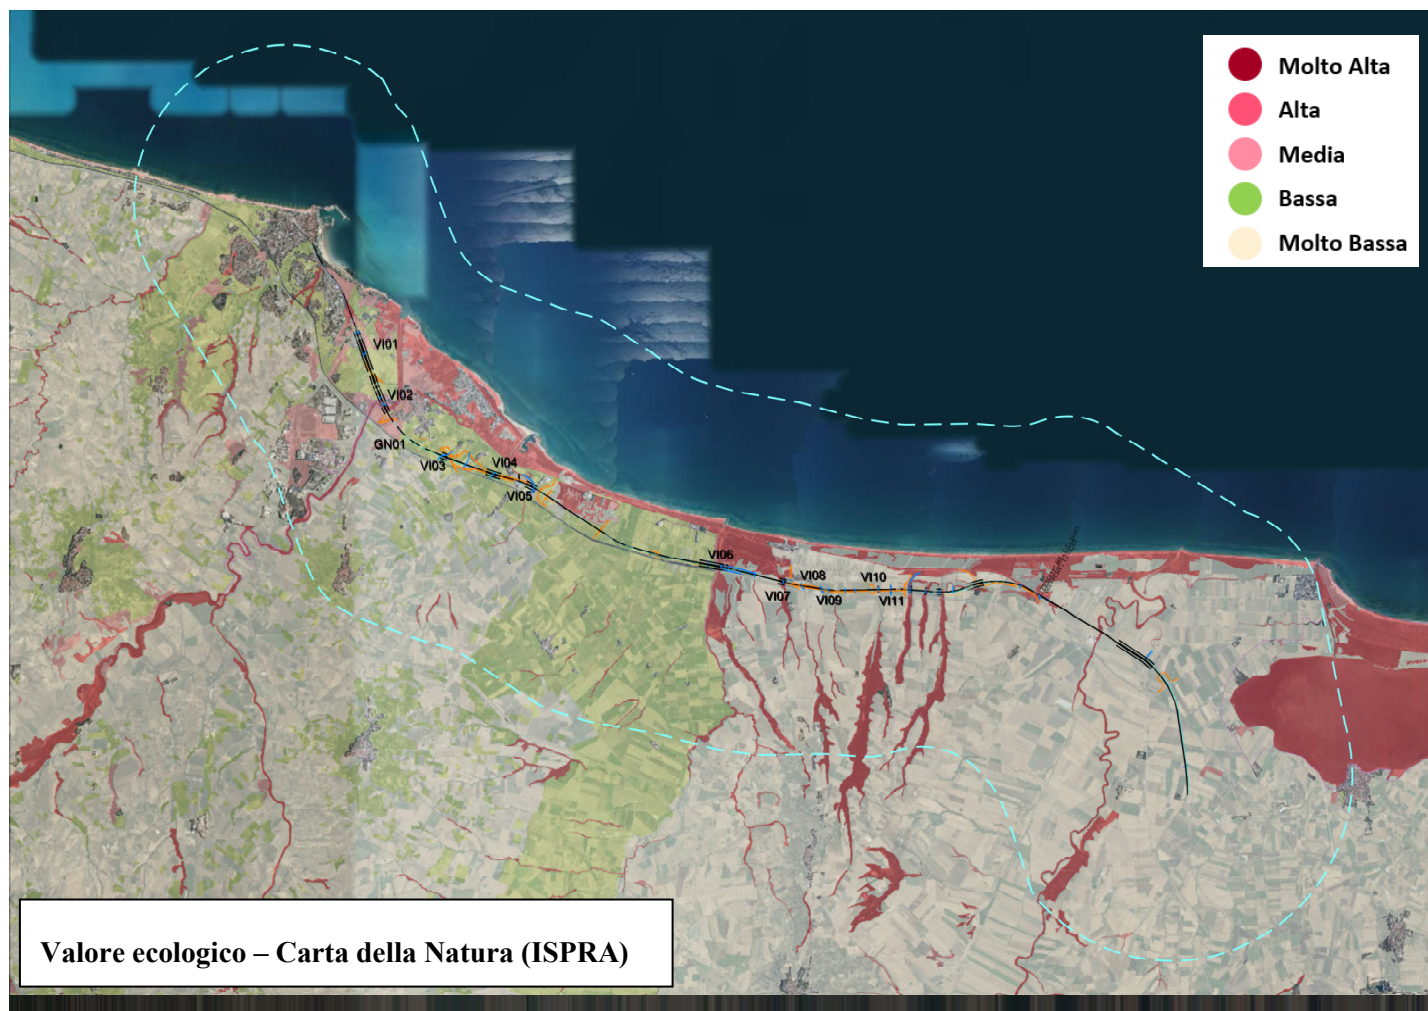 Molto Alta
Alta
Media
Bassa
Molto Bassa
VI01
VI02
GN01
VI03
VI04
VI05
VI06
VI07
VI08
VI09
VI10
VI11
Valore ecologico – Carta della Natura (ISPRA)